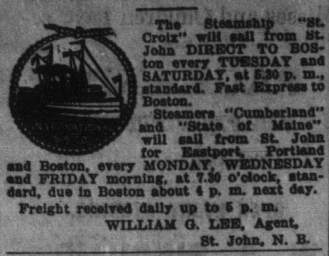 The Steamship "St.
Croix" will sail from St.
John DIRECT TO BOS-
ton every TUESDAY and
SATURDAY, at 5.30 p. m.,
standard. Fast Express to
Boston.
Steamers "Cumberland"
and "State of Maine"
will sail from St. John
for Eastport, Portland
and Boston, every MONDAY, WEDNESDAY
and FRIDAY morning, at 7.30 o'clock, stan-
dard, due in Boston about 4 p. m. next day.
Freight received daily up to 5 p. m.
WILLIAM G. LEE, Agent,
St. John, N. B.